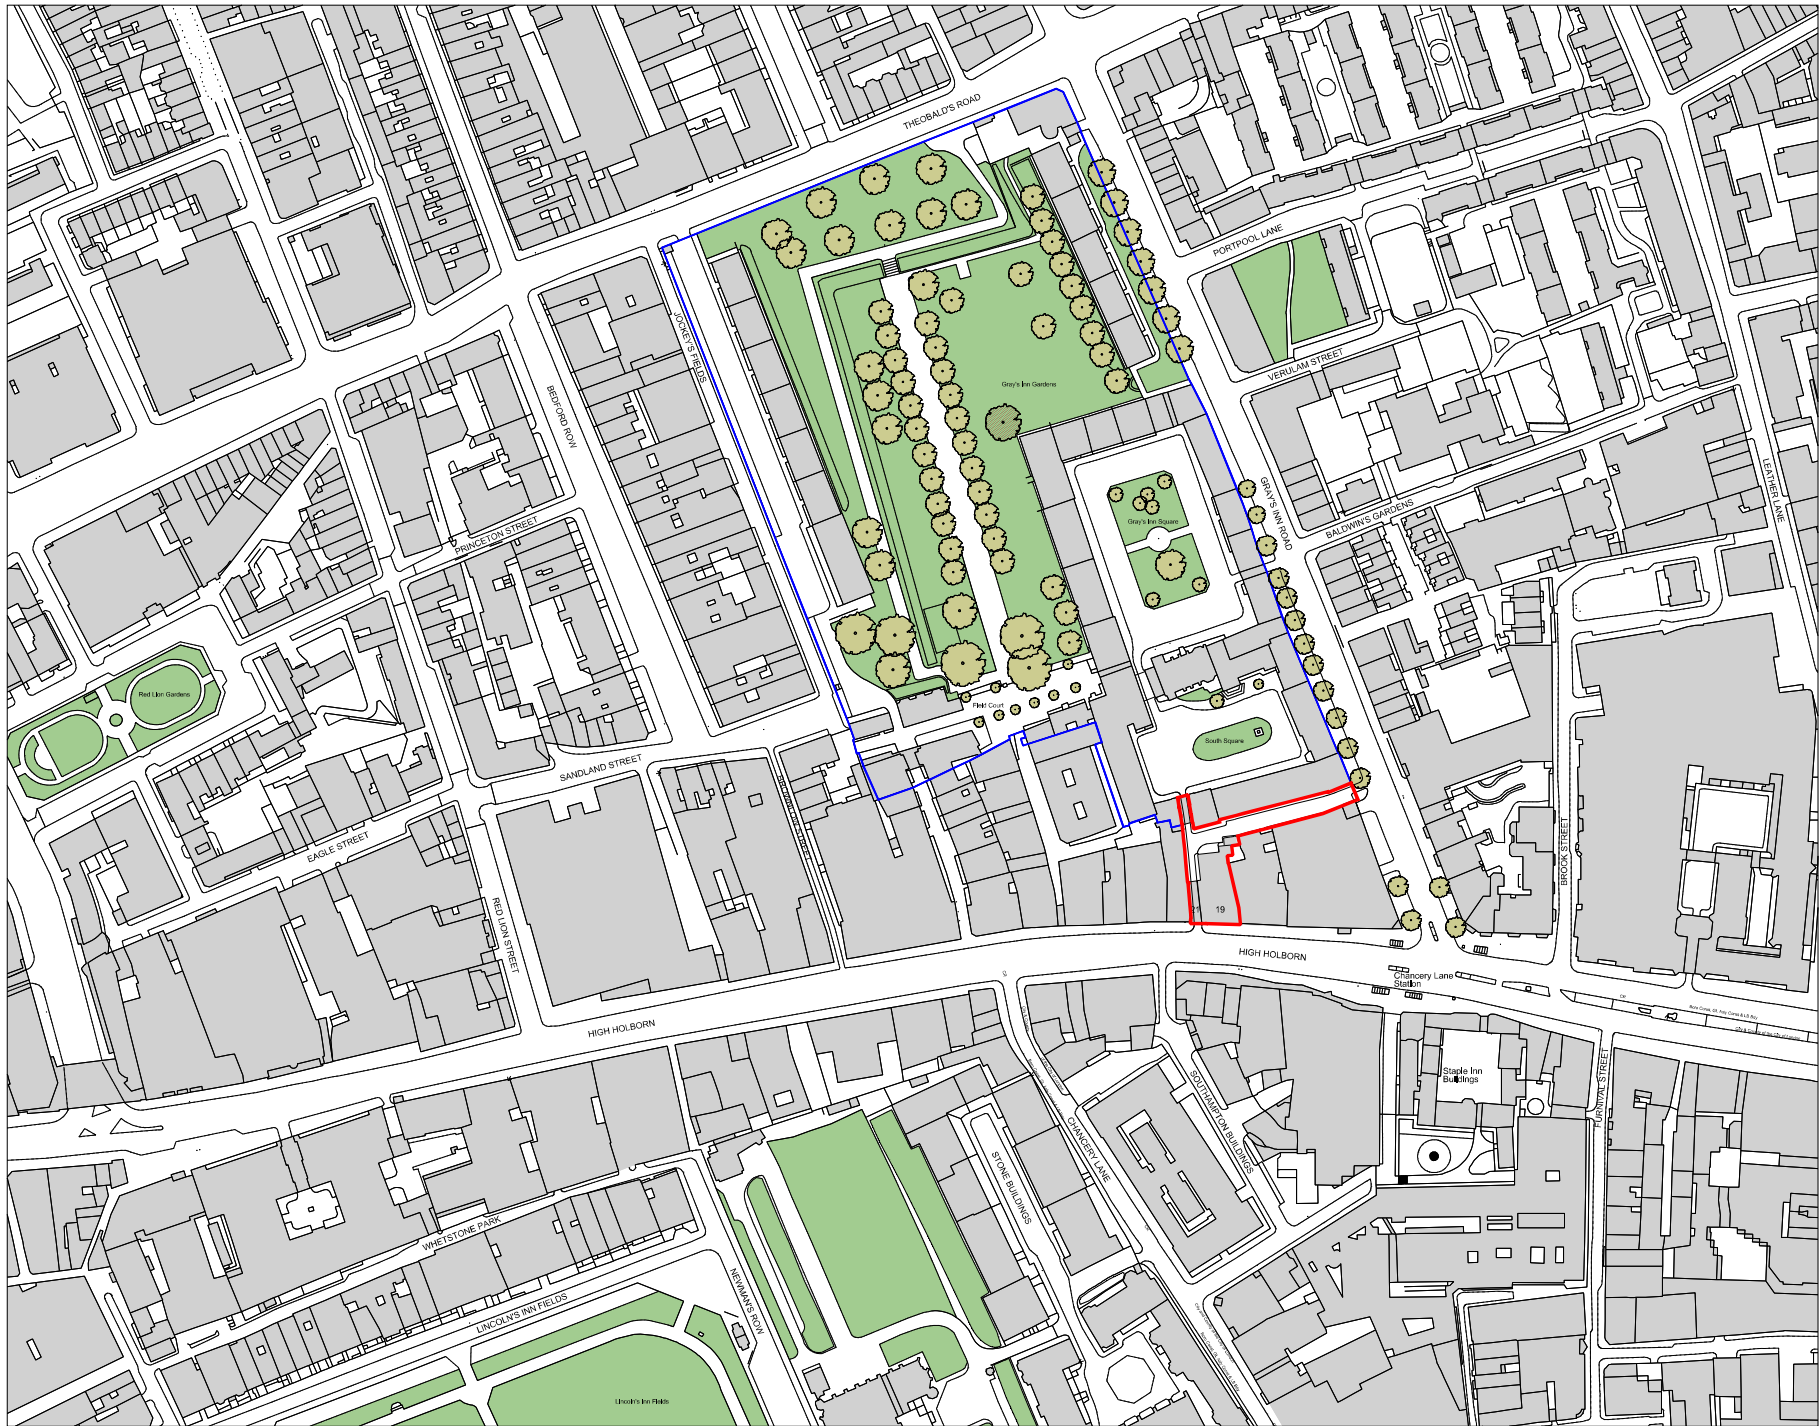 THEOBALD'S ROAD
PORTPOOL LANE
JOCKEY'S FIELDS
VERULAM STREET
Gray's Inn Gardens
BEDFORD ROW
LEATHER LANE
GRAY'S INN ROAD
Gray's Inn Square
BALDWIN'S GARDENS
PRINCETON STREET
Red Lion Gardens
Field Court
South Square
SANDLAND STREET
BROWNLOW STREET
EAGLE STREET
BROOK STREET
RED LION STREET
21
19
HIGH HOLBORN
Chancery Lane
Station
HIGH HOLBORN
Staple Inn
Buildings
FURNIVAL STREET
SOUTHAMPTON BUILDINGS
CHANCERY LANE
STONE BUILDINGS
WHETSTONE PARK
NEWMAN'S ROW
LINCOLN'S INN FIELDS
Lincoln's Inn Fields